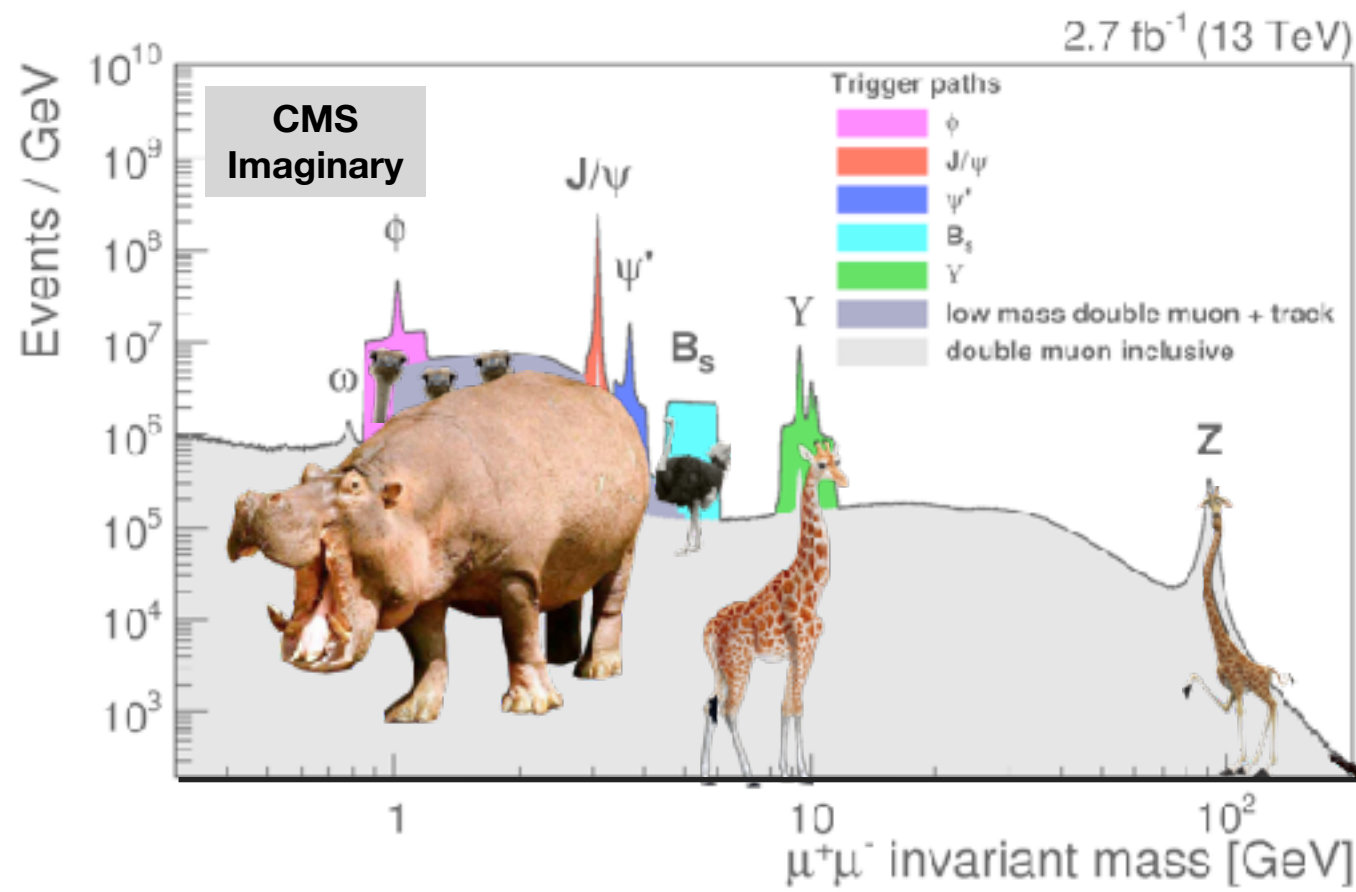 2.7 fb⁻¹ (13 TeV)
Events / GeV
10¹⁰
10⁹
10⁸
10⁷
10⁶
10⁵
10⁴
10³
CMS
Imaginary
Trigger paths
ϕ
J/ψ
ψ'
Bₛ
Υ
low mass double muon + track
double muon inclusive
ω
ϕ
J/ψ
ψ'
Bₛ
Υ
Z
1
10
10²
μ⁺μ⁻ invariant mass [GeV]